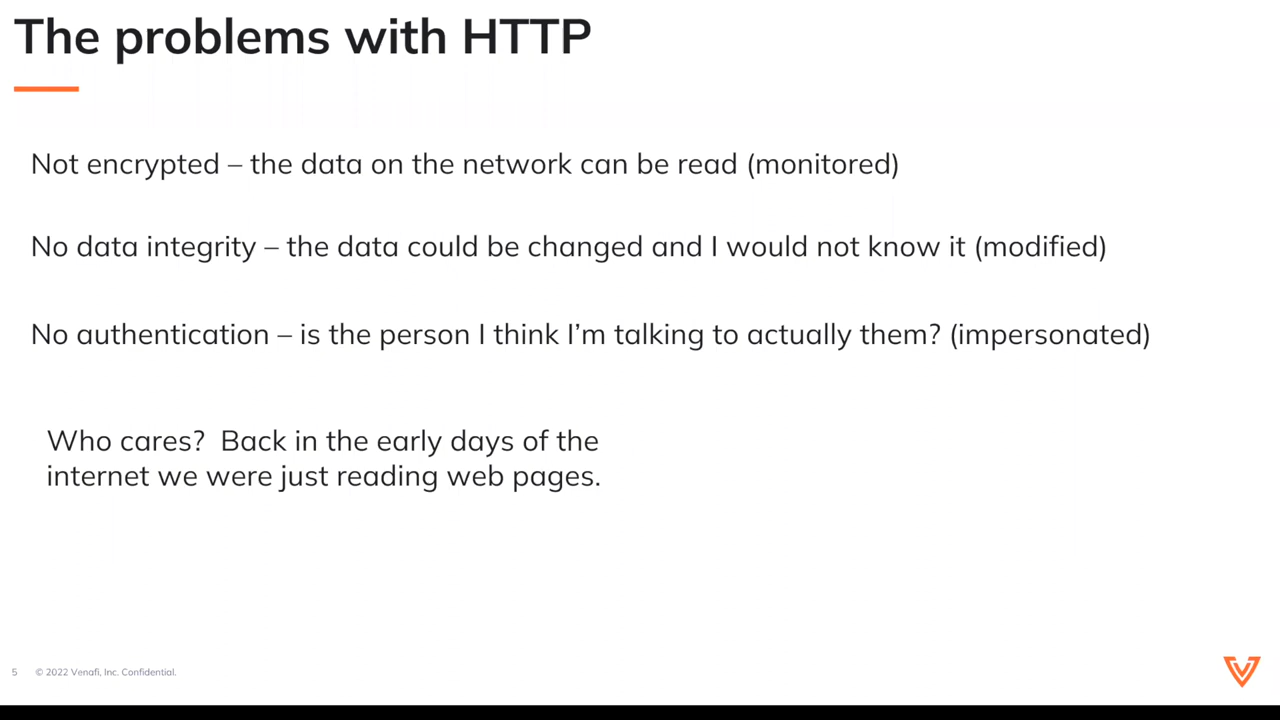 The problems with HTTP
Not encrypted – the data on the network can be read (monitored)
No data integrity – the data could be changed and I would not know it (modified)
No authentication – is the person I think I’m talking to actually them? (impersonated)
Who cares?  Back in the early days of the
internet we were just reading web pages.
5 © 2022 Venafi, Inc. Confidential.